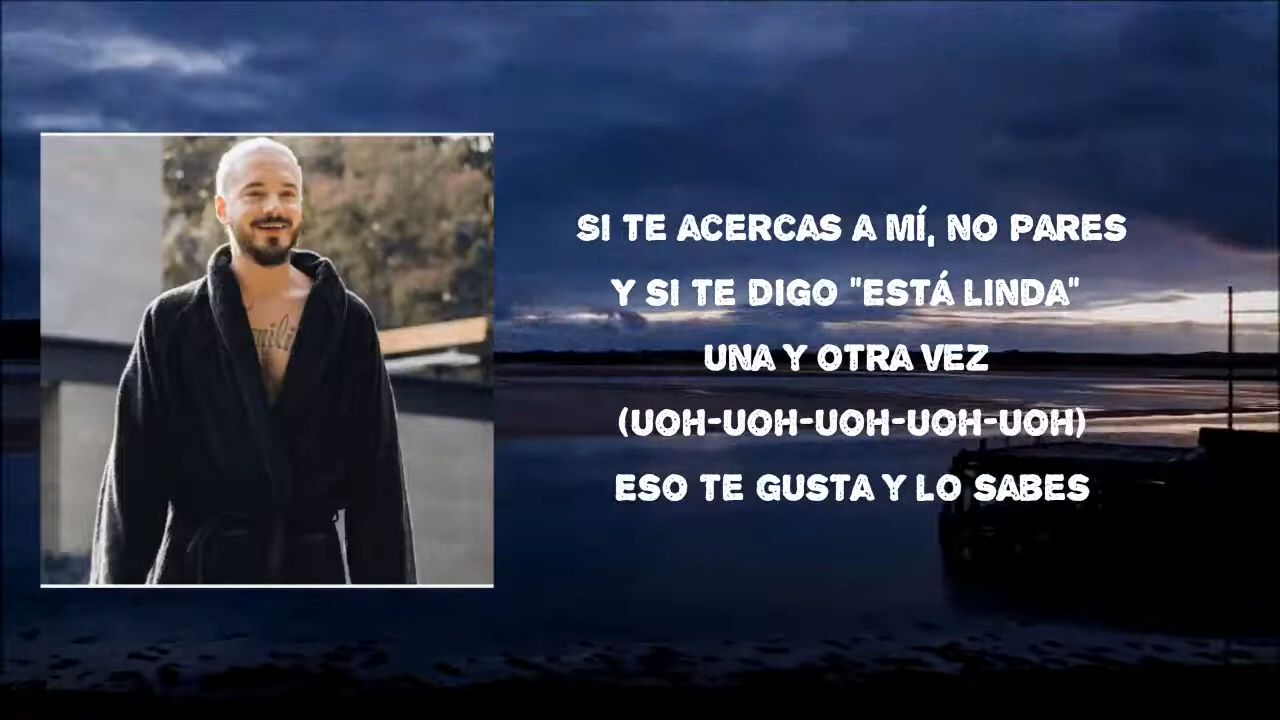 SI TE ACERCAS A MÍ, NO PARES
Y SI TE DIGO "ESTÁ LINDA"
UNA Y OTRA VEZ
(UOH-UOH-UOH-UOH-UOH)
ESO TE GUSTA Y LO SABES